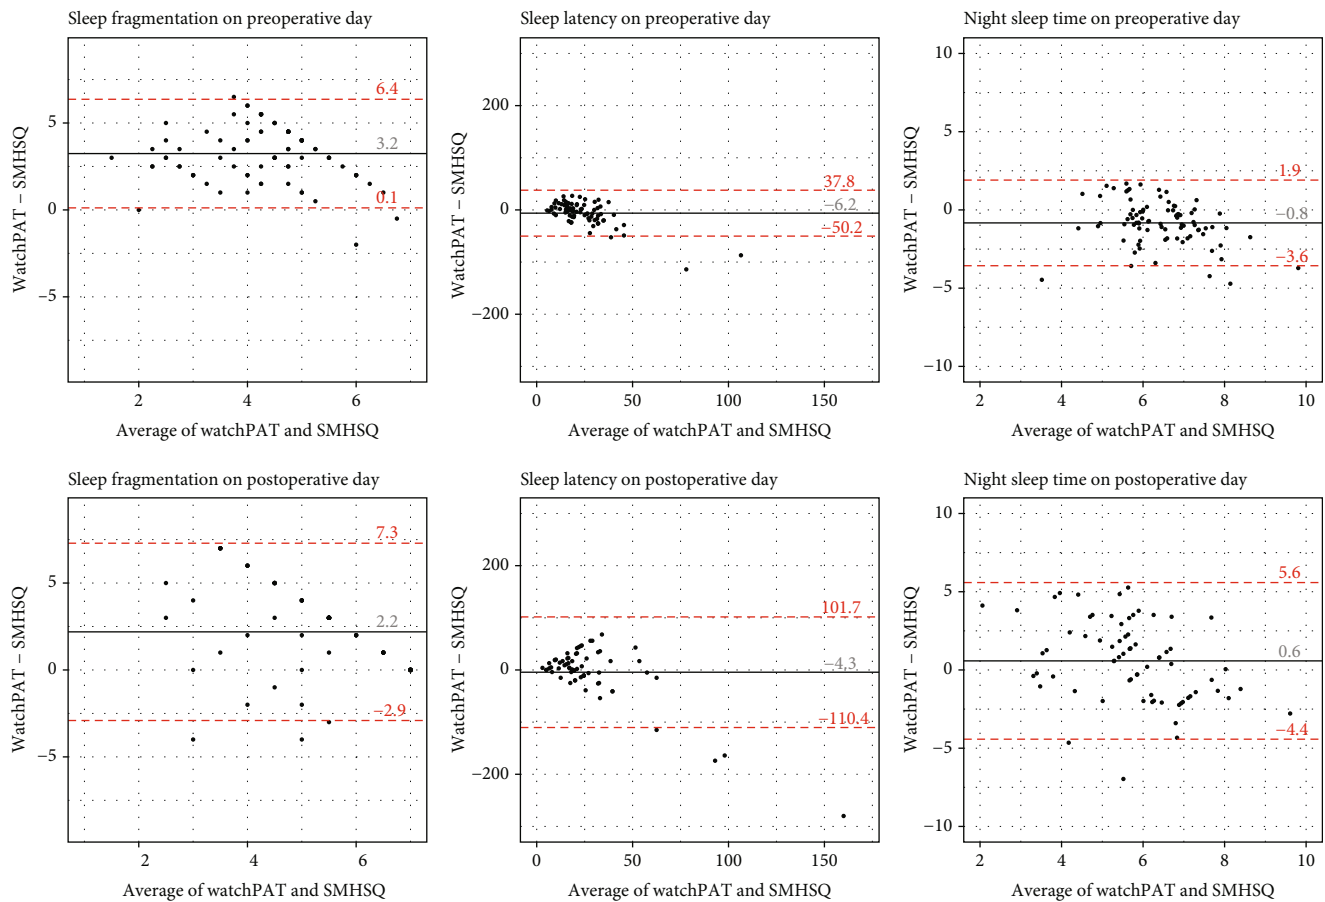 Sleep fragmentation on preoperative day
WatchPAT – SMHSQ
5
0
−5
6.4
3.2
0.1
2 4 6
Average of watchPAT and SMHSQ
Sleep latency on preoperative day
WatchPAT – SMHSQ
200
0
−200
37.8
−6.2
−50.2
0 50 100 150
Average of watchPAT and SMHSQ
Night sleep time on preoperative day
WatchPAT – SMHSQ
10
5
0
−5
−10
1.9
−0.8
−3.6
2 4 6 8 10
Average of watchPAT and SMHSQ
Sleep fragmentation on postoperative day
WatchPAT – SMHSQ
5
0
−5
7.3
2.2
−2.9
2 4 6
Average of watchPAT and SMHSQ
Sleep latency on postoperative day
WatchPAT – SMHSQ
200
0
−200
101.7
−4.3
−110.4
0 50 100 150
Average of watchPAT and SMHSQ
Night sleep time on postoperative day
WatchPAT – SMHSQ
10
5
0
−5
−10
5.6
0.6
−4.4
2 4 6 8 10
Average of watchPAT and SMHSQ